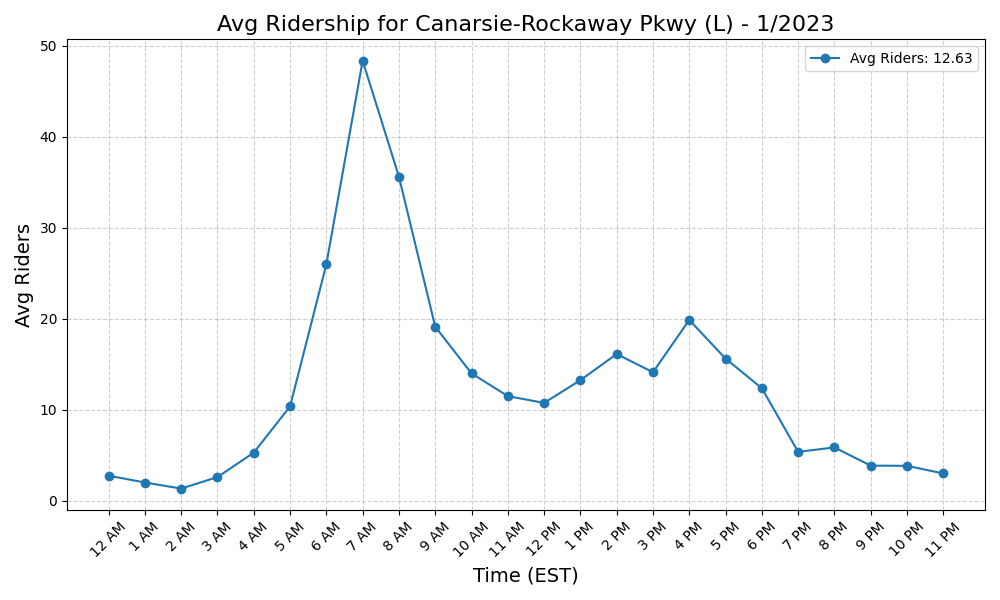 Avg Ridership for Canarsie-Rockaway Pkwy (L) - 1/2023
Avg Riders: 12.63
Avg Riders
50
40
30
20
10
0
12 AM
1 AM
2 AM
3 AM
4 AM
5 AM
6 AM
7 AM
8 AM
9 AM
10 AM
11 AM
12 PM
1 PM
2 PM
3 PM
4 PM
5 PM
6 PM
7 PM
8 PM
9 PM
10 PM
11 PM
Time (EST)